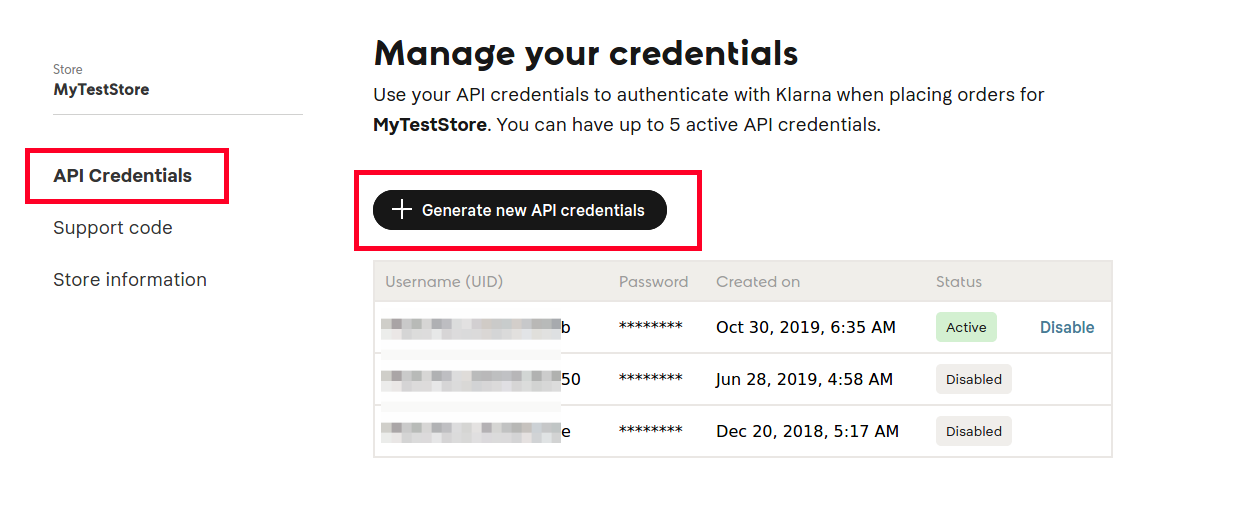 Store
MyTestStore
API Credentials
Support code
Store information
Manage your credentials
Use your API credentials to authenticate with Klarna when placing orders for
MyTestStore. You can have up to 5 active API credentials.
Generate new API credentials
Username (UID) Password Created on Status
b ******** Oct 30, 2019, 6:35 AM Active Disable
50 ******** Jun 28, 2019, 4:58 AM Disabled
e ******** Dec 20, 2018, 5:17 AM Disabled